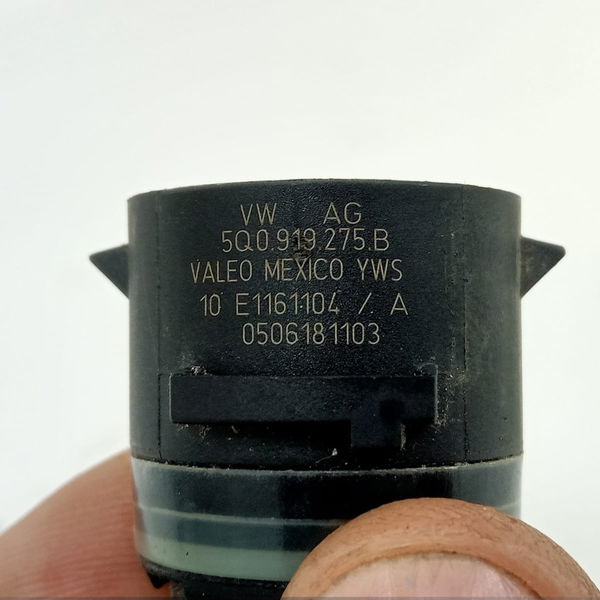 VW AG
5Q0.919.275.B
VALEO MEXICO YWS
10 E1161104 / A
0506181103